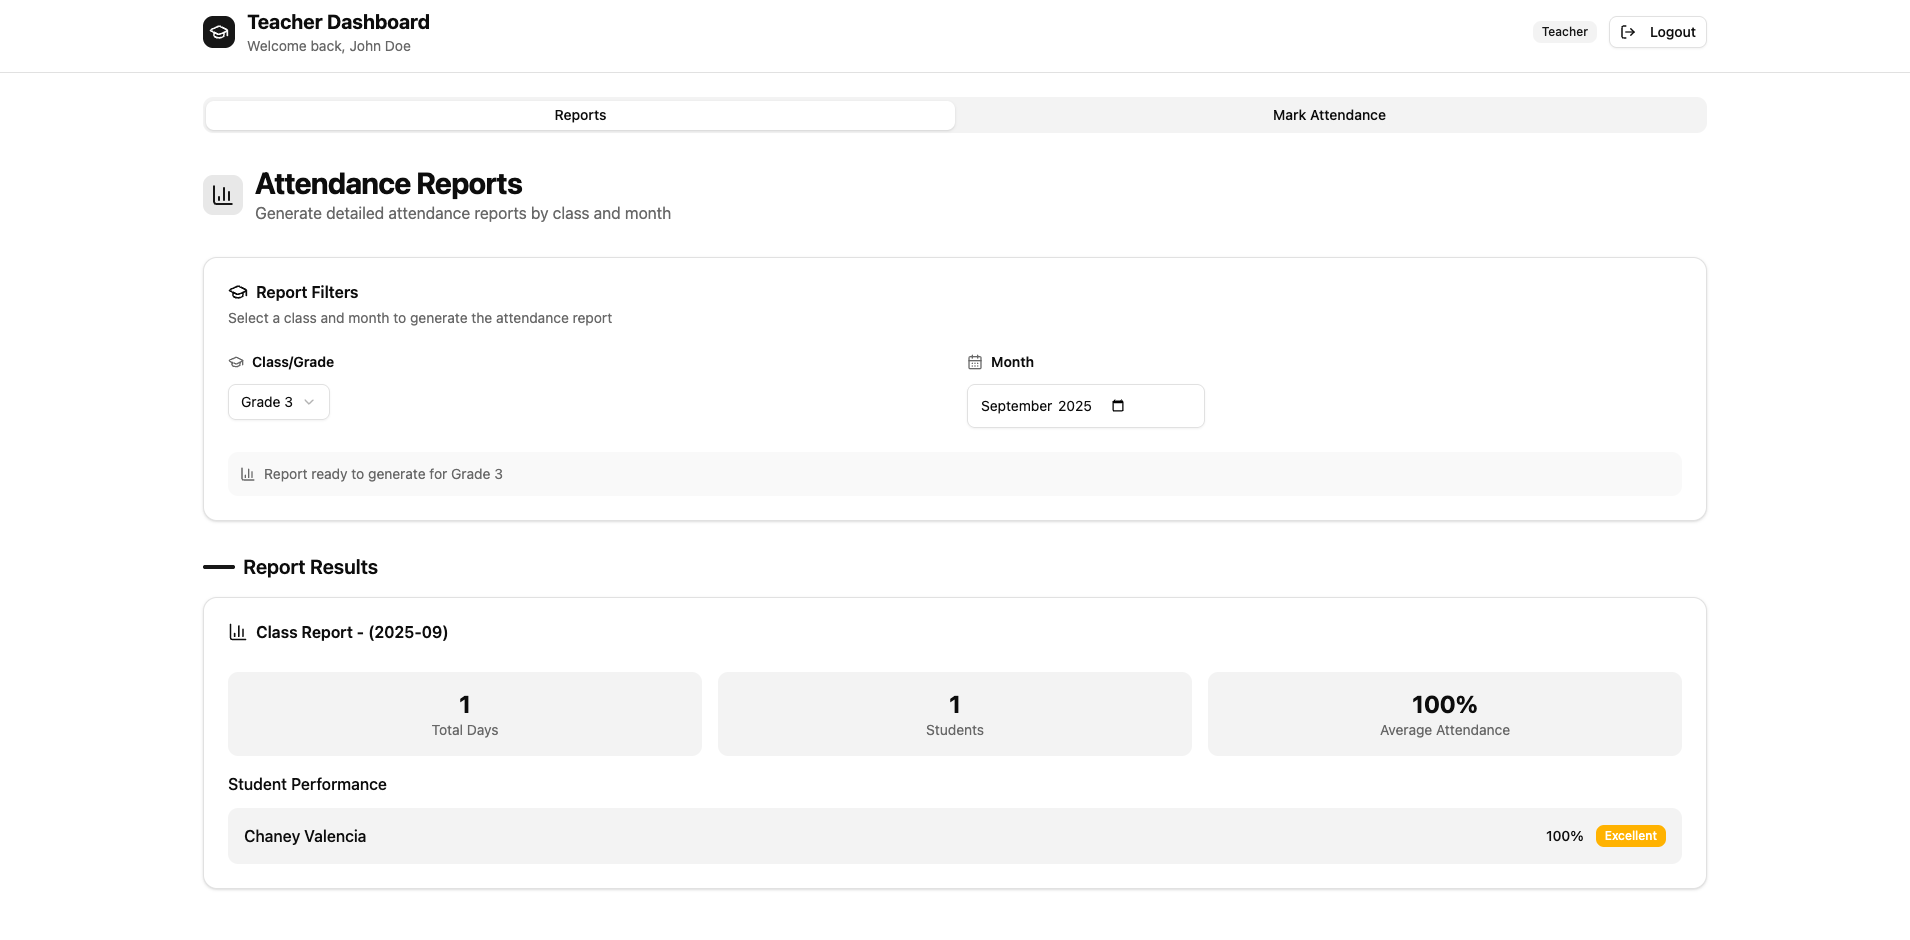 Teacher Dashboard
Welcome back, John Doe
Teacher
Logout
Reports
Mark Attendance
Attendance Reports
Generate detailed attendance reports by class and month
Report Filters
Select a class and month to generate the attendance report
Class/Grade
Grade 3
Month
September 2025
Report ready to generate for Grade 3
Report Results
Class Report - (2025-09)
1
Total Days
1
Students
100%
Average Attendance
Student Performance
Chaney Valencia
100%
Excellent